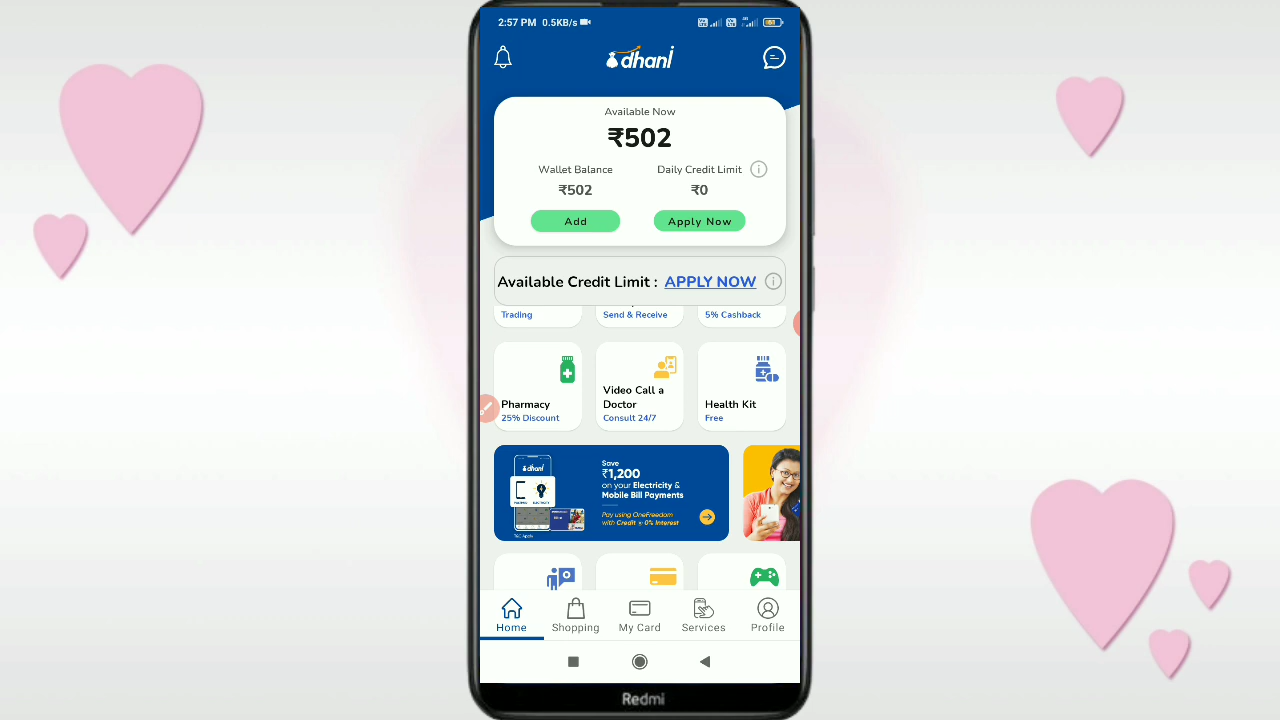 2:57 PM 0.5KB/s
dhani
Available Now
₹502
Wallet Balance
₹502
Add
Daily Credit Limit
₹0
Apply Now
Available Credit Limit : APPLY NOW
Trading
Send & Receive
5% Cashback
Pharmacy
25% Discount
Video Call a
Doctor
Consult 24/7
Health Kit
Free
dhani
Save
₹1,200
on your Electricity &
Mobile Bill Payments
Pay using OneFreedom
with Credit @ 0% Interest
T&C Apply
Home
Shopping
My Card
Services
Profile
Redmi